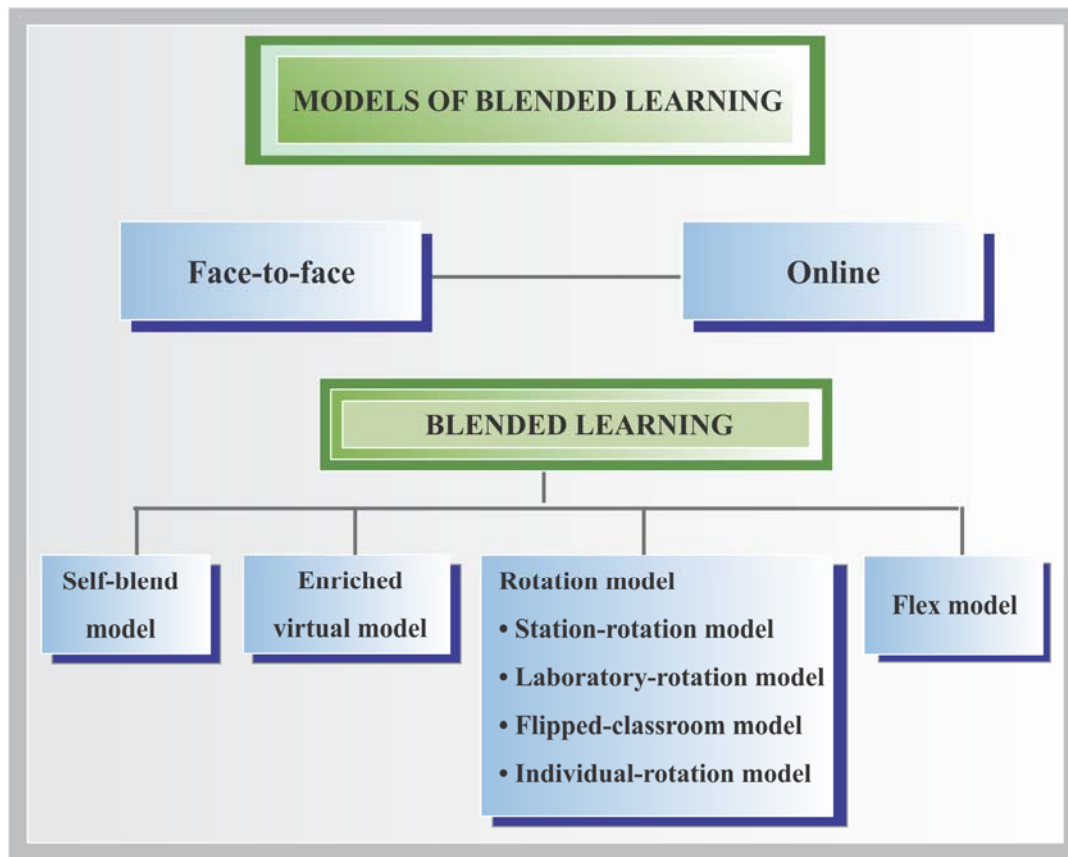 MODELS OF BLENDED LEARNING
Face-to-face
Online
BLENDED LEARNING
Self-blend
model
Enriched
virtual model
Rotation model
• Station-rotation model
• Laboratory-rotation model
• Flipped-classroom model
• Individual-rotation model
Flex model